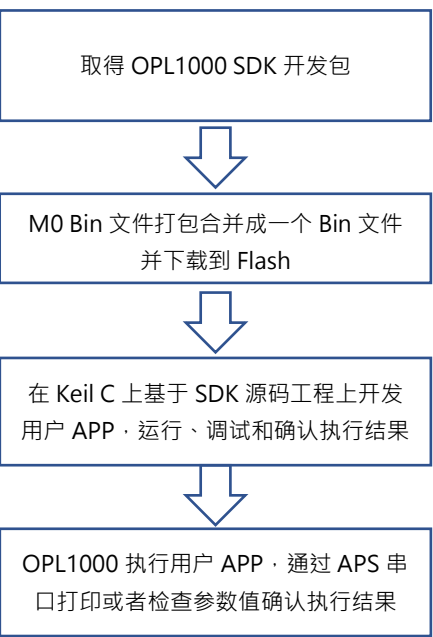 取得 OPL1000 SDK 开发包
M0 Bin 文件打包合并成一个 Bin 文件
并下载到 Flash
在 Keil C 上基于 SDK 源码工程上开发
用户 APP，运行、调试和确认执行结果
OPL1000 执行用户 APP，通过 APS 串
口打印或者检查参数值确认执行结果